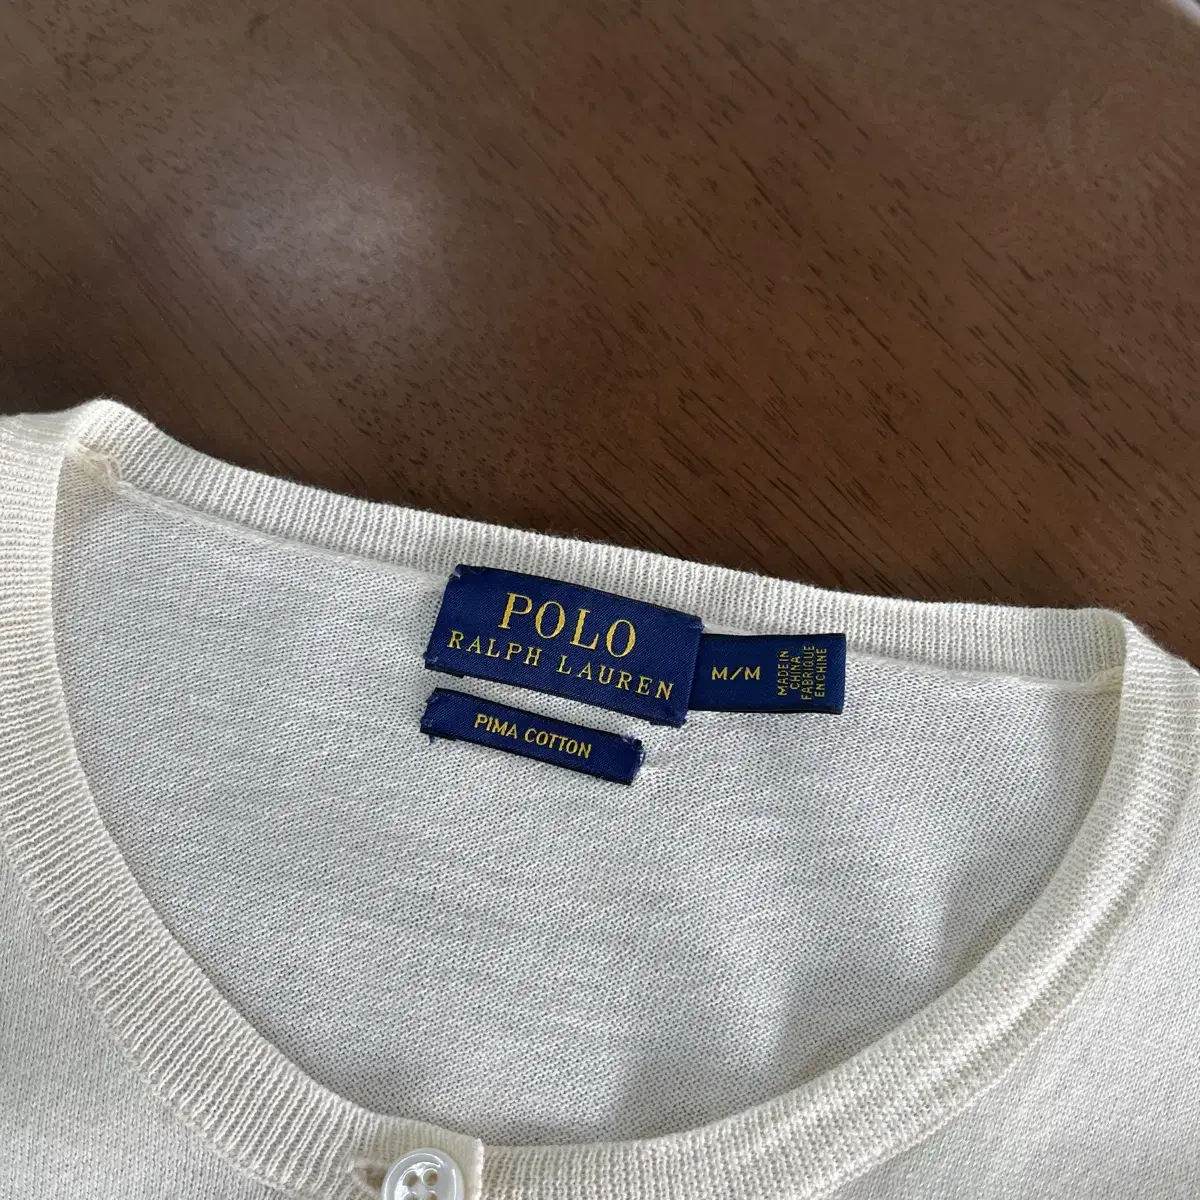 POLO
RALPH LAUREN
M/M
MADE IN
CHINA
FABRIQUE
EN CHINE
PIMA COTTON